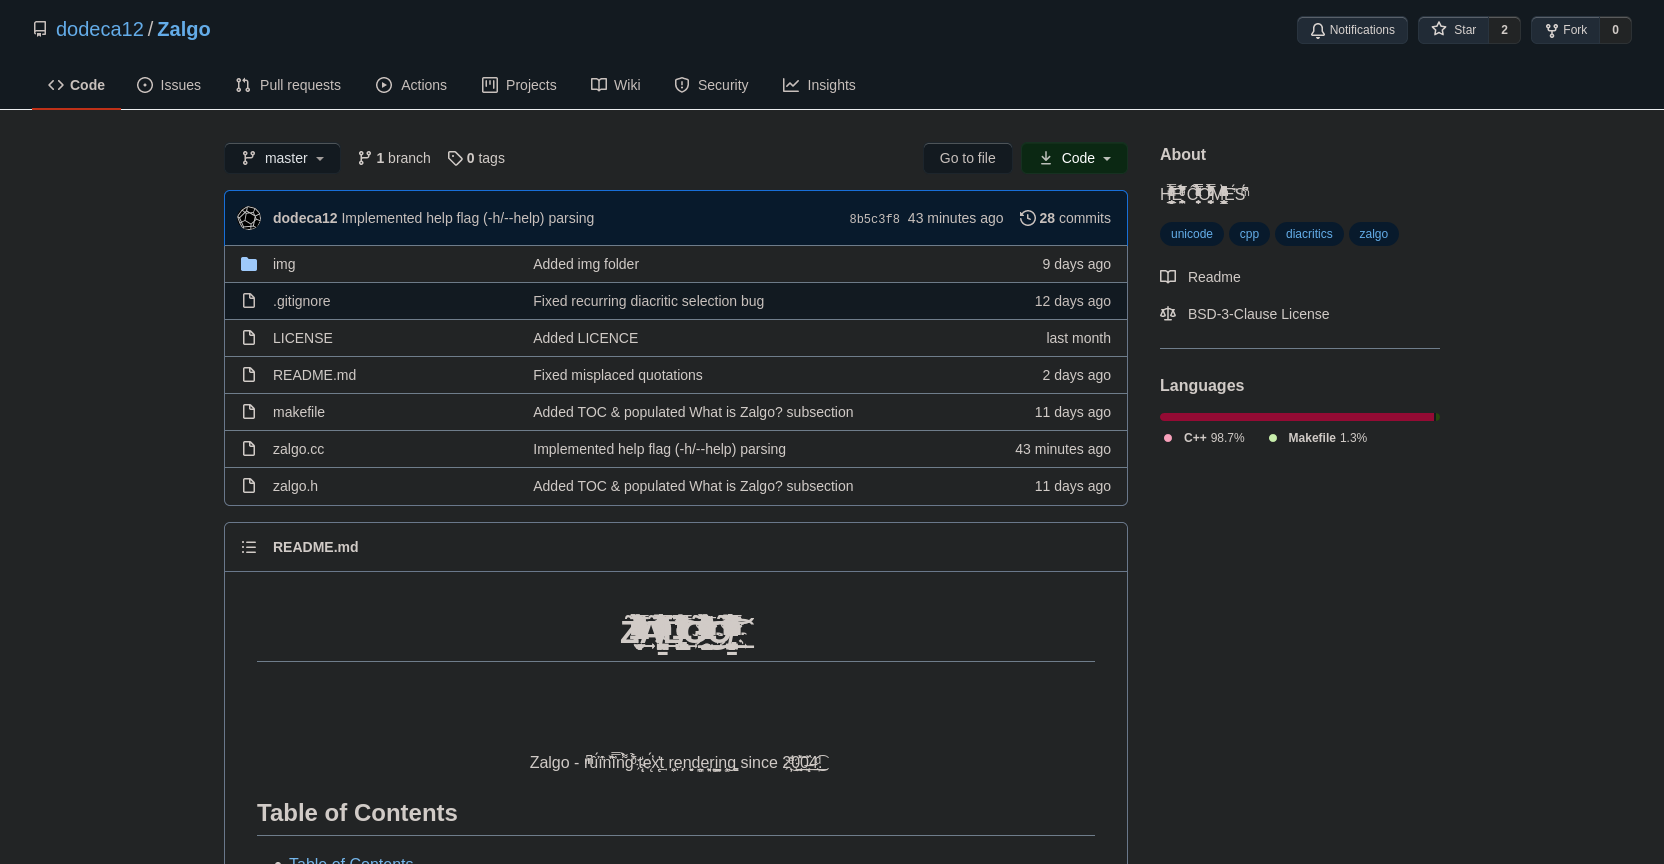 dodeca12 / Zalgo
Notifications Star 2 Fork 0
Code Issues Pull requests Actions Projects Wiki Security Insights
master 1 branch 0 tags Go to file Code
dodeca12 Implemented help flag (-h/--help) parsing 8b5c3f8 43 minutes ago 28 commits
img Added img folder 9 days ago
.gitignore Fixed recurring diacritic selection bug 12 days ago
LICENSE Added LICENCE last month
README.md Fixed misplaced quotations 2 days ago
makefile Added TOC & populated What is Zalgo? subsection 11 days ago
zalgo.cc Implemented help flag (-h/--help) parsing 43 minutes ago
zalgo.h Added TOC & populated What is Zalgo? subsection 11 days ago
README.md
ZALGO
Zalgo - ruining text rendering since 2004!
Table of Contents
Table of Contents
About
HE COMES
unicode cpp diacritics zalgo
Readme
BSD-3-Clause License
Languages
C++ 98.7% Makefile 1.3%